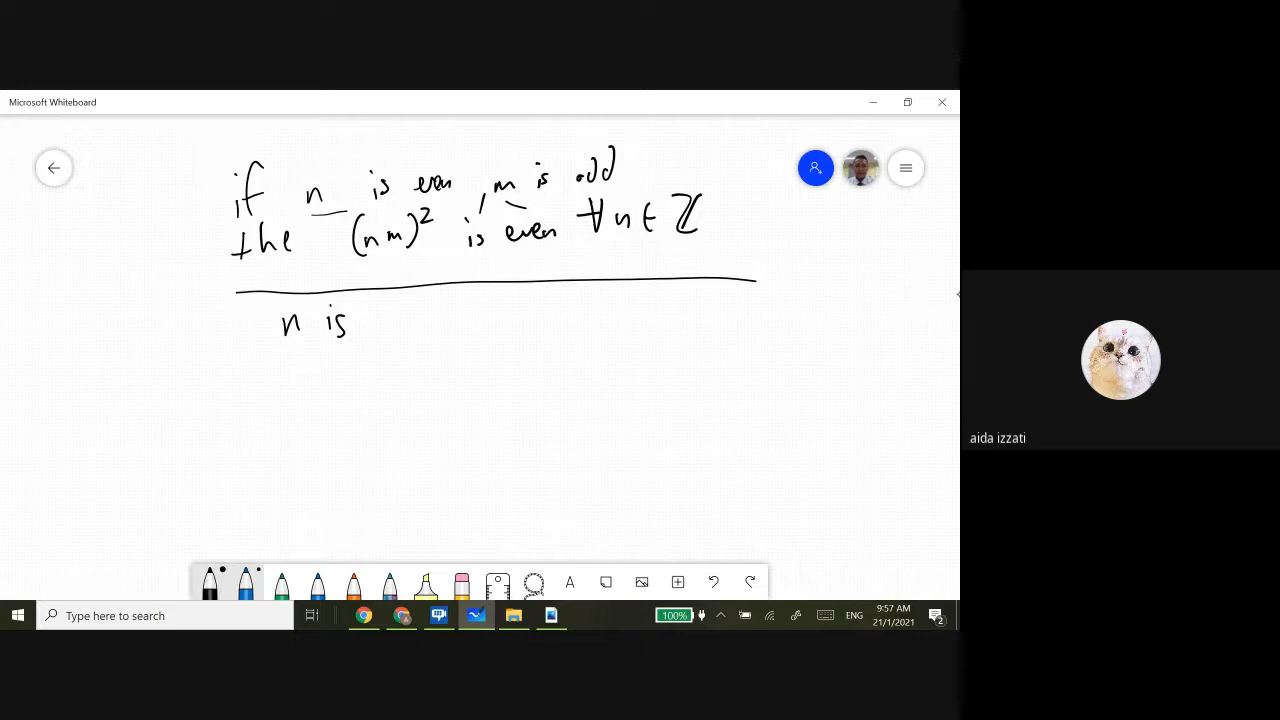 Microsoft Whiteboard
if n is even, m is odd
the (nm)² is even ∀n ∈ ℤ
n is
aida izzati
Type here to search
100%
ENG
9:57 AM
21/1/2021
2